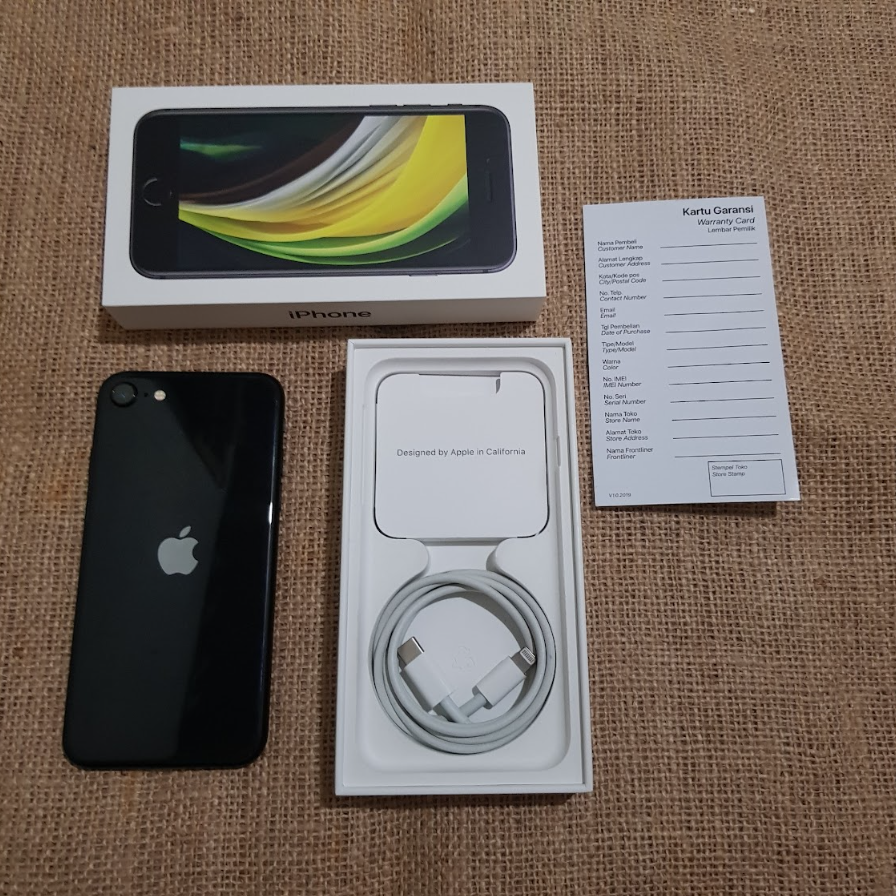 iPhone
Kartu Garansi
Warranty Card
Lembar Pemilik
Nama Pembeli
Customer Name
Alamat Lengkap
Customer Address
Kota/Kode pos
City/Postal Code
No. Telp
Contact Number
Email
Email
Tgl Pembelian
Date of Purchase
Tipe/Model
Type/Model
Warna
Color
No. IMEI
IMEI Number
No. Seri
Serial Number
Nama Toko
Store Name
Alamat Toko
Store Address
Nama Frontliner
Frontliner
Stempel Toko
Store Stamp
V1.0.2019
Designed by Apple in California